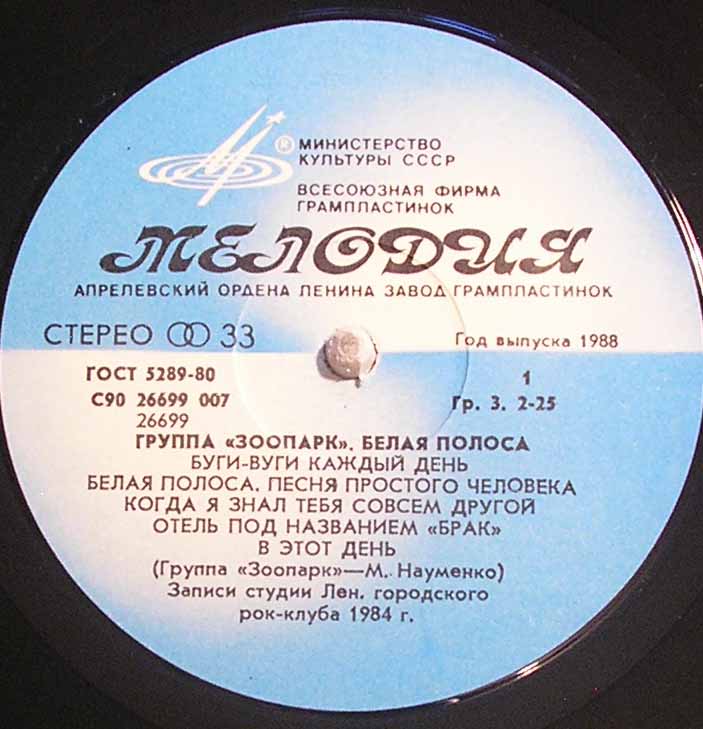 ® МИНИСТЕРСТВО
КУЛЬТУРЫ СССР
ВСЕСОЮЗНАЯ ФИРМА
ГРАМПЛАСТИНОК
МЕЛОДИЯ
АПРЕЛЕВСКИЙ ОРДЕНА ЛЕНИНА ЗАВОД ГРАМПЛАСТИНОК
СТЕРЕО 33
Год выпуска 1988
ГОСТ 5289-80
1
С90 26699 007
Гр. 3. 2-25
26699
ГРУППА «ЗООПАРК». БЕЛАЯ ПОЛОСА
БУГИ-ВУГИ КАЖДЫЙ ДЕНЬ
БЕЛАЯ ПОЛОСА. ПЕСНЯ ПРОСТОГО ЧЕЛОВЕКА
КОГДА Я ЗНАЛ ТЕБЯ СОВСЕМ ДРУГОЙ
ОТЕЛЬ ПОД НАЗВАНИЕМ «БРАК»
В ЭТОТ ДЕНЬ
(Группа «Зоопарк»—М. Науменко)
Записи студии Лен. городского
рок-клуба 1984 г.